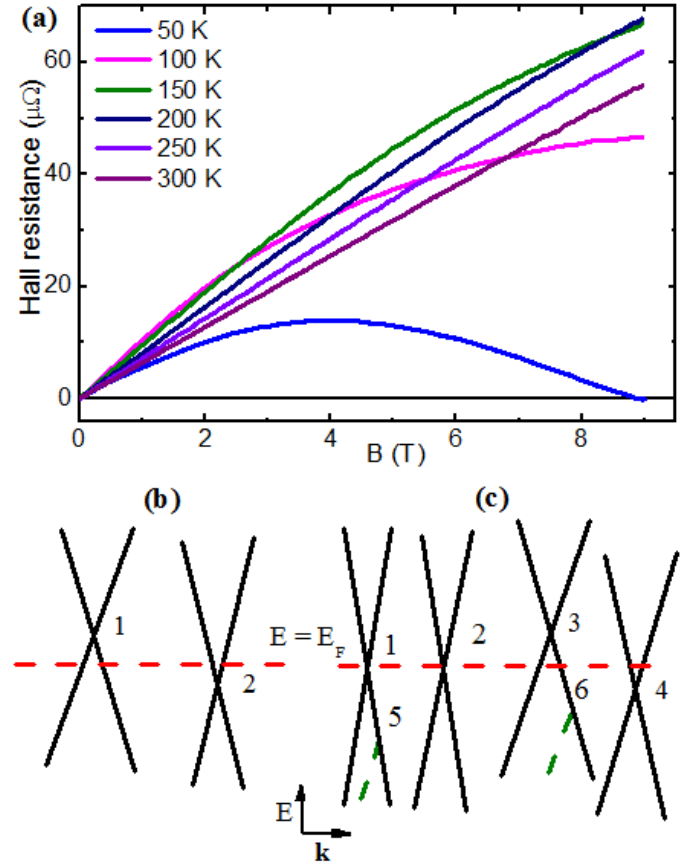 (a)
50 K
100 K
150 K
200 K
250 K
300 K
Hall resistance (μΩ)
60
40
20
0
0 2 4 6 8
B (T)
(b) (c)
1
2
E = E_F
1 2 3
4
5 6
E
k